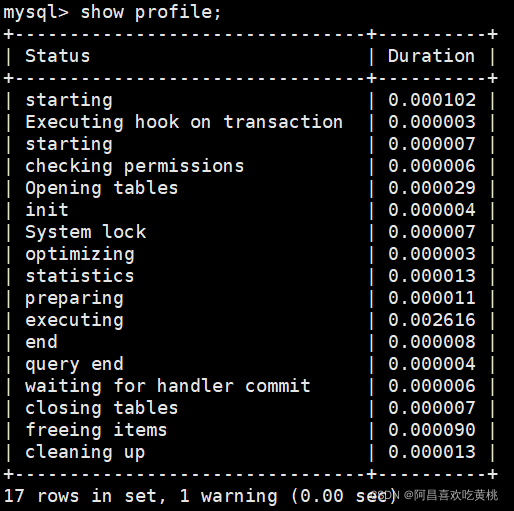 mysql> show profile;
+--------------------------------+----------+
| Status                         | Duration |
+--------------------------------+----------+
| starting                       | 0.000102 |
| Executing hook on transaction  | 0.000003 |
| starting                       | 0.000007 |
| checking permissions           | 0.000006 |
| Opening tables                 | 0.000029 |
| init                           | 0.000004 |
| System lock                    | 0.000007 |
| optimizing                     | 0.000003 |
| statistics                     | 0.000013 |
| preparing                      | 0.000011 |
| executing                      | 0.002616 |
| end                            | 0.000008 |
| query end                      | 0.000004 |
| waiting for handler commit     | 0.000006 |
| closing tables                 | 0.000007 |
| freeing items                  | 0.000090 |
| cleaning up                    | 0.000013 |
+--------------------------------+----------+
17 rows in set, 1 warning (0.00 sec)
CSDN @阿昌喜欢吃黄桃